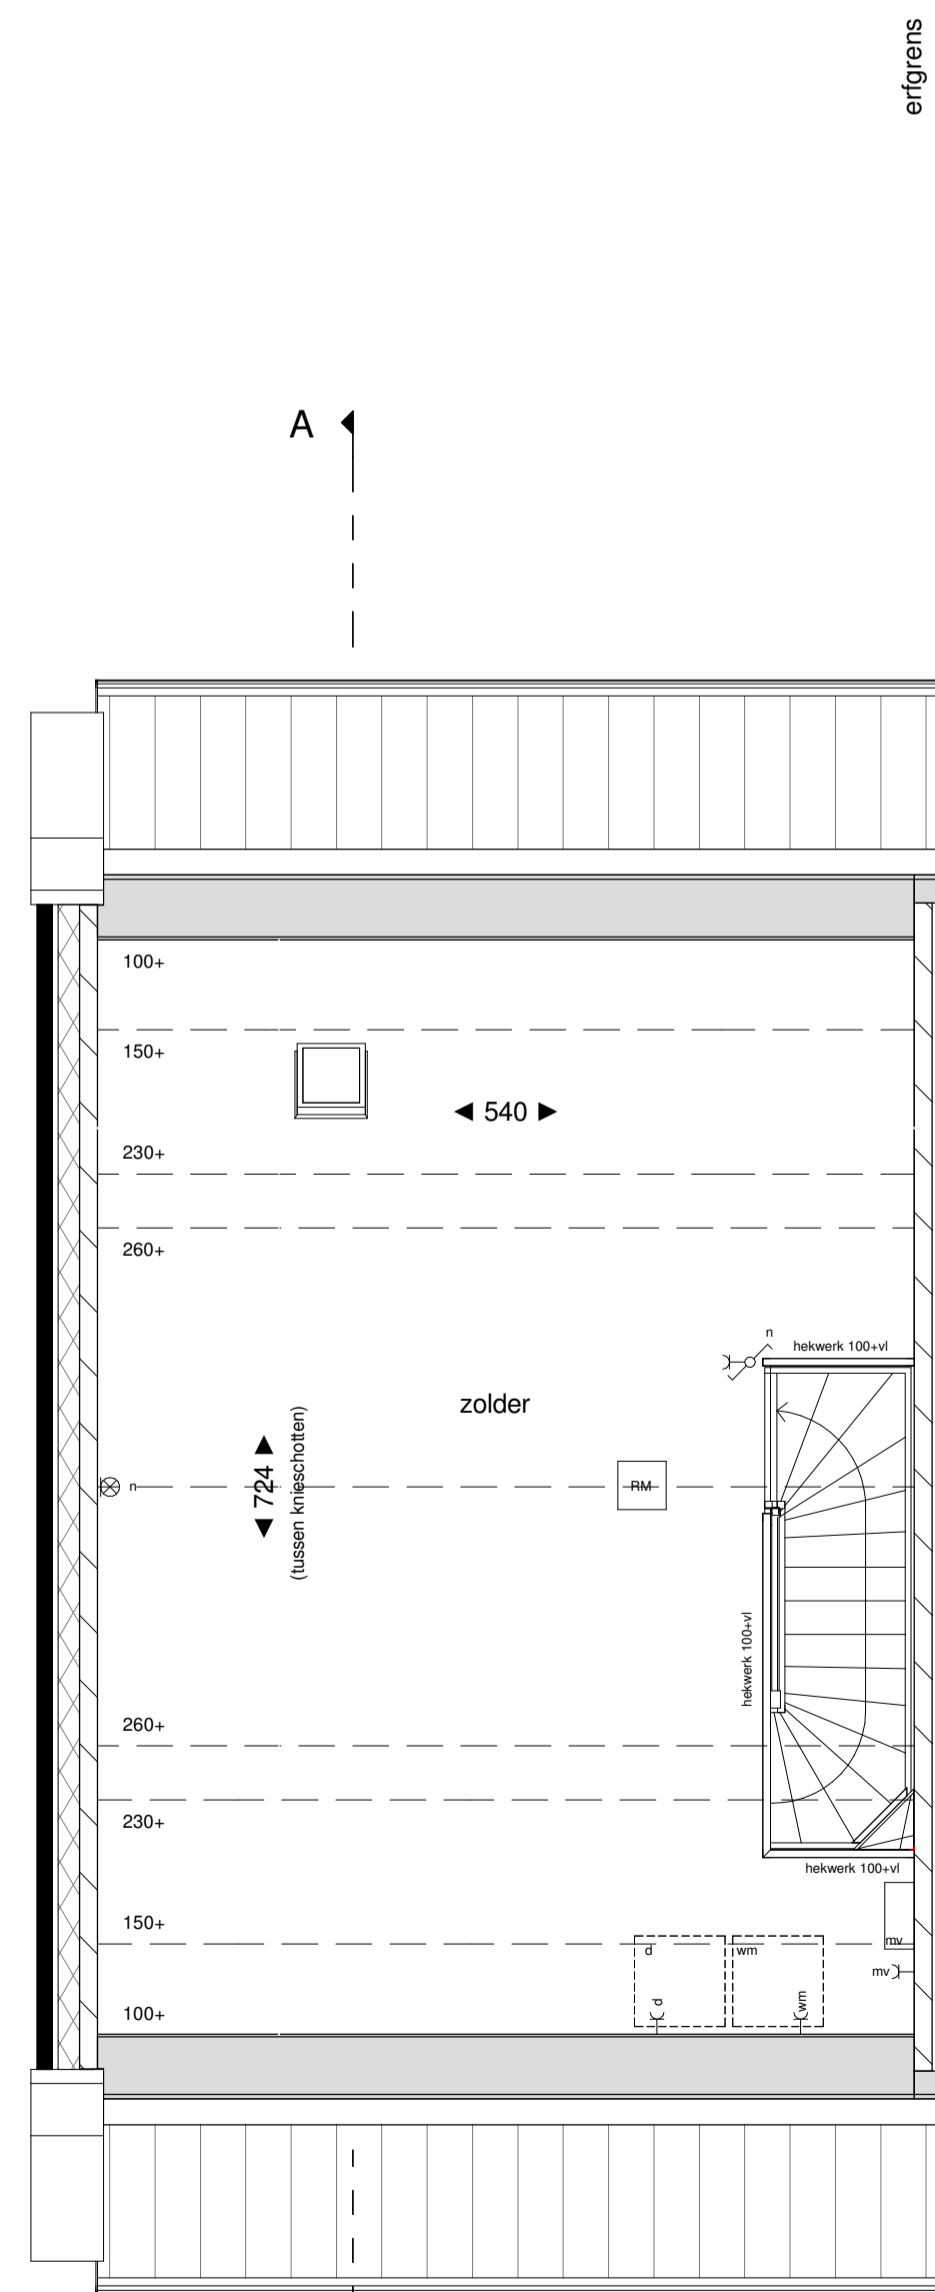 erfgrens
A
100+
150+
540
230+
260+
n
hekwerk 100+vl
zolder
724
(tussen knieschotten)
n
RM
hekwerk 100+vl
260+
230+
hekwerk 100+vl
150+
mv
d
wm
mv
d
wm
100+